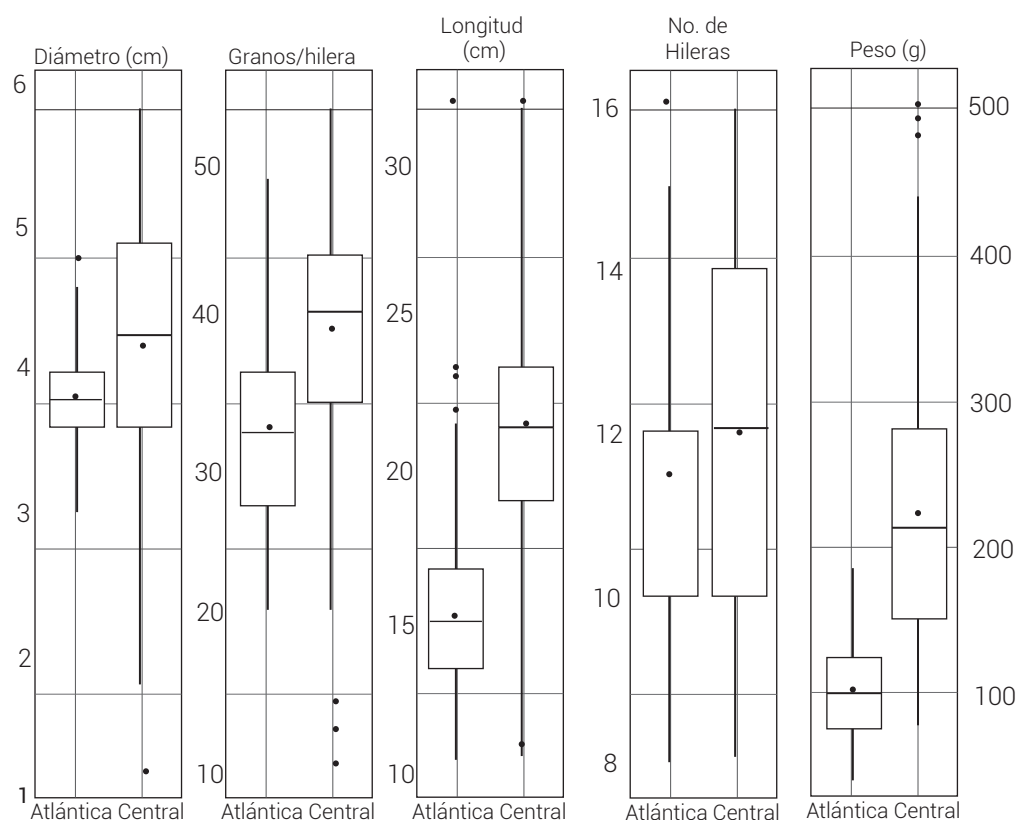 Diámetro (cm)
6
5
4
3
2
1
Atlántica Central
Granos/hilera
50
40
30
20
10
Atlántica Central
Longitud
(cm)
30
25
20
15
10
Atlántica Central
No. de
Hileras
16
14
12
10
8
Atlántica Central
Peso (g)
500
400
300
200
100
Atlántica Central